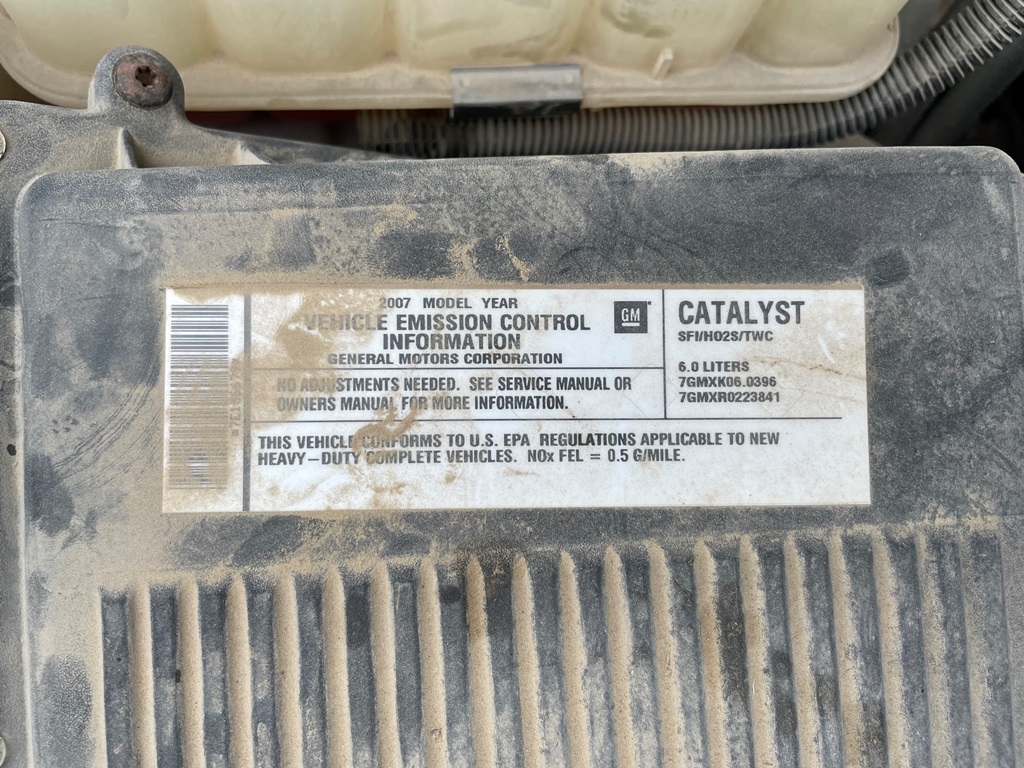 2007 MODEL YEAR
VEHICLE EMISSION CONTROL
INFORMATION
GENERAL MOTORS CORPORATION
GM
NO ADJUSTMENTS NEEDED. SEE SERVICE MANUAL OR
OWNERS MANUAL FOR MORE INFORMATION.
CATALYST
SFI/HO2S/TWC
6.0 LITERS
7GMXK06.0396
7GMXR0223841
THIS VEHICLE CONFORMS TO U.S. EPA REGULATIONS APPLICABLE TO NEW
HEAVY-DUTY COMPLETE VEHICLES. NOx FEL = 0.5 G/MILE.